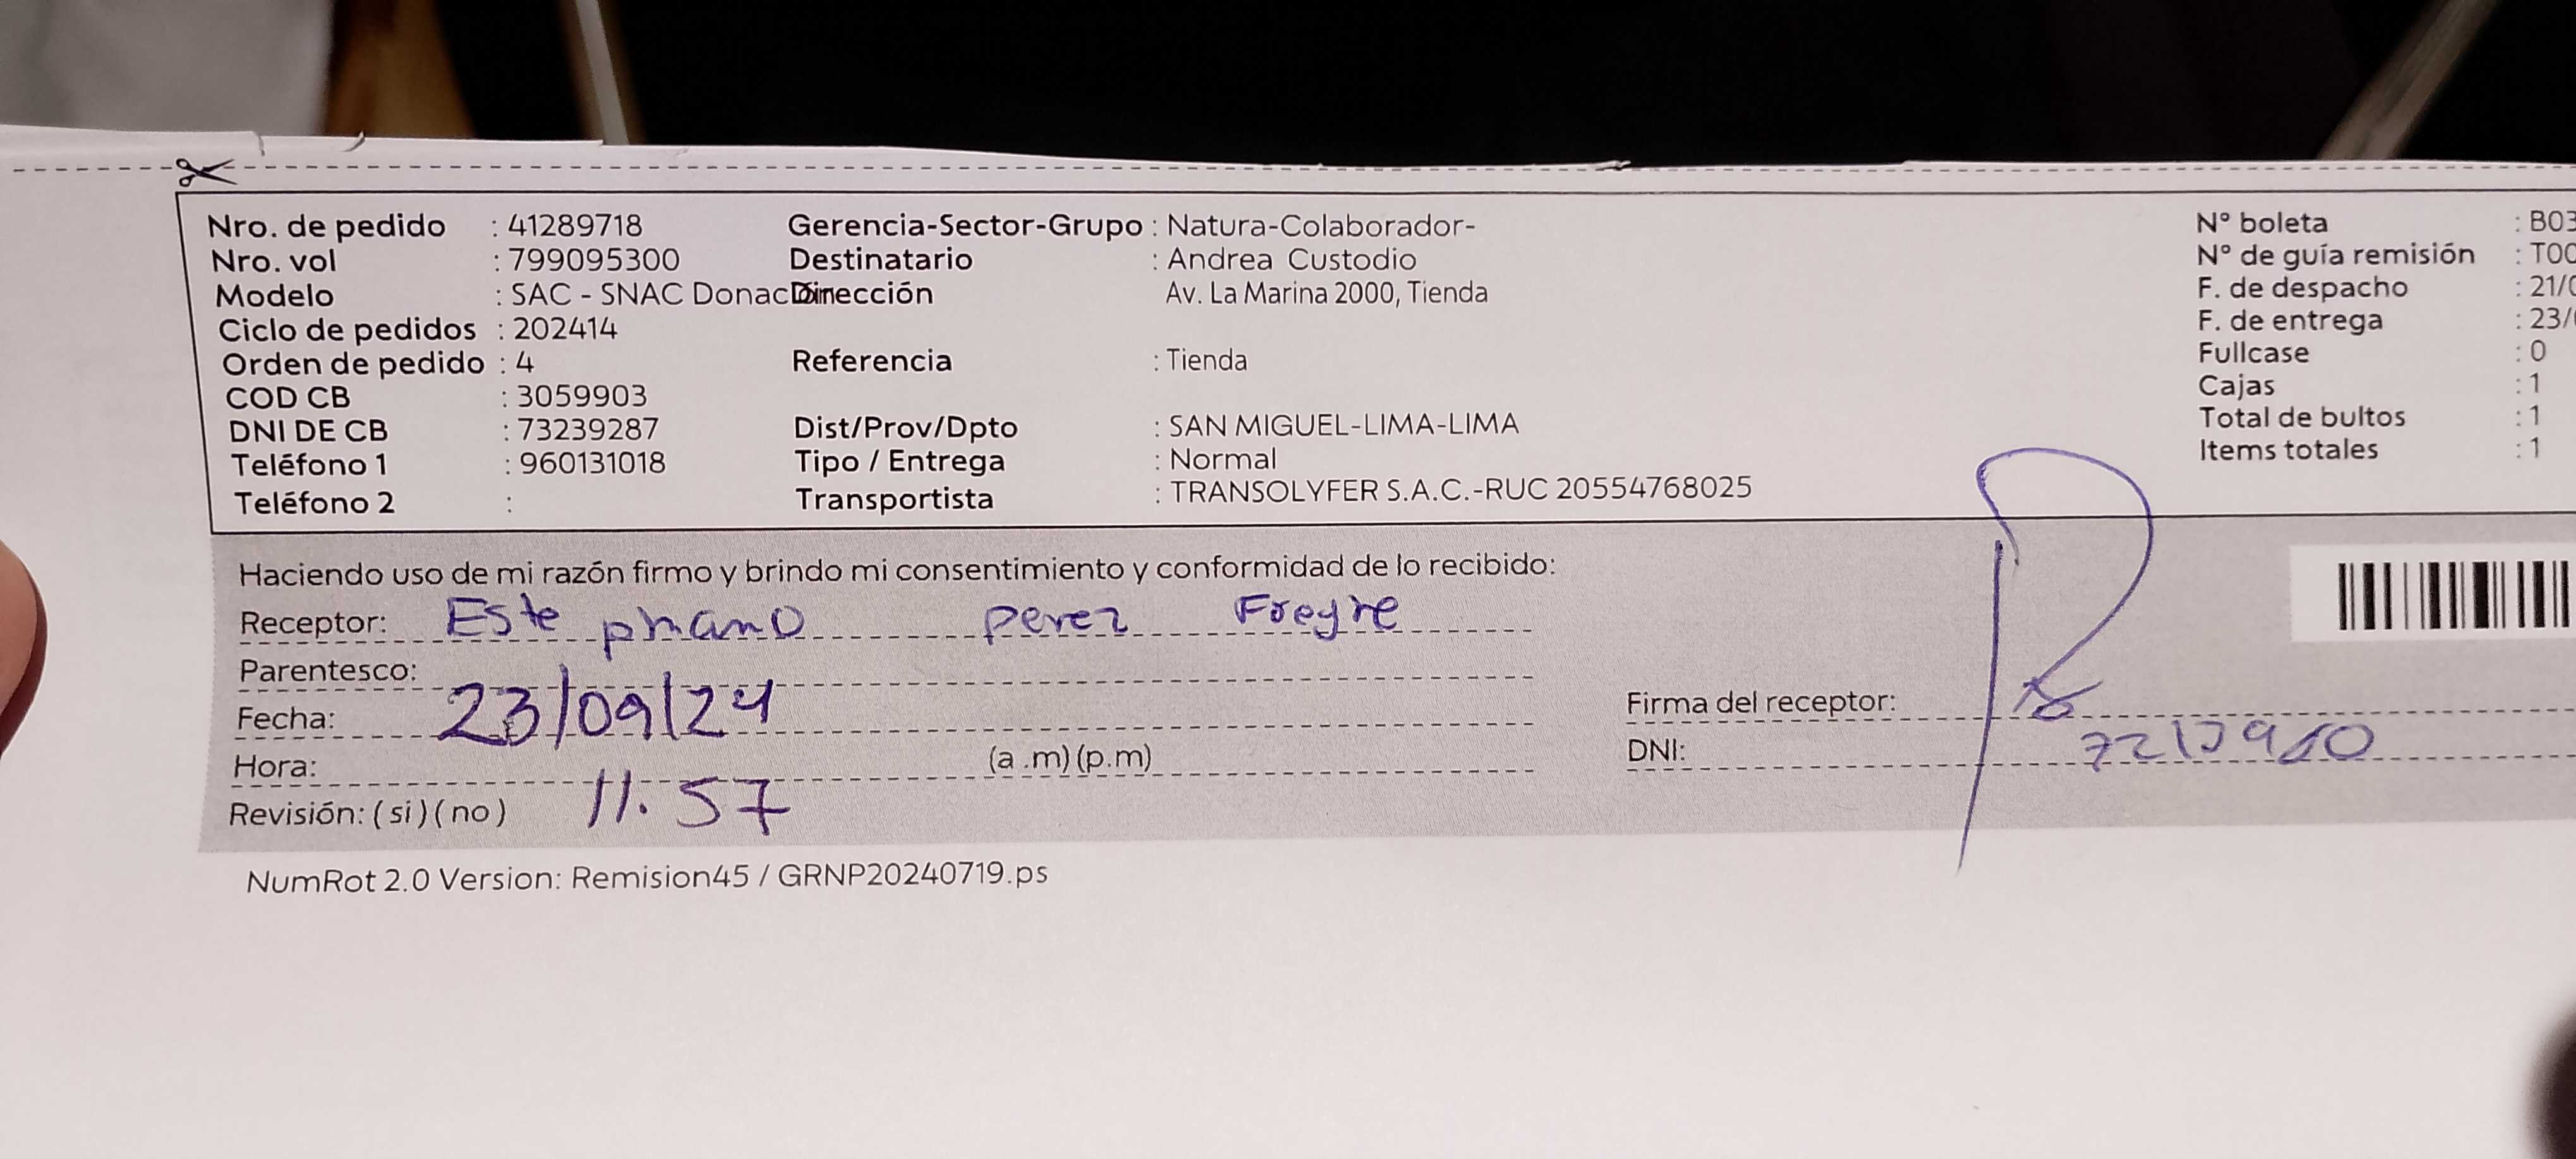 Nro. de pedido : 41289718 Gerencia-Sector-Grupo : Natura-Colaborador- N° boleta : B03
Nro. vol : 799095300 Destinatario : Andrea Custodio N° de guía remisión : T00
Modelo : SAC - SNAC Donac Dirección Av. La Marina 2000, Tienda F. de despacho : 21/0
Ciclo de pedidos : 202414 F. de entrega : 23/
Orden de pedido : 4 Referencia : Tienda Fullcase : 0
COD CB : 3059903 Cajas : 1
DNI DE CB : 73239287 Dist/Prov/Dpto : SAN MIGUEL-LIMA-LIMA Total de bultos : 1
Teléfono 1 : 960131018 Tipo / Entrega : Normal Items totales : 1
Teléfono 2 : Transportista : TRANSOLYFER S.A.C.-RUC 20554768025
Haciendo uso de mi razón firmo y brindo mi consentimiento y conformidad de lo recibido:
Receptor: Este phano perez Freyre
Parentesco:
Fecha: 23/09/24 Firma del receptor:
Hora: 11:57 (a .m) (p.m) DNI:
Revisión: ( si ) ( no )
NumRot 2.0 Version: Remision45 / GRNP20240719.ps